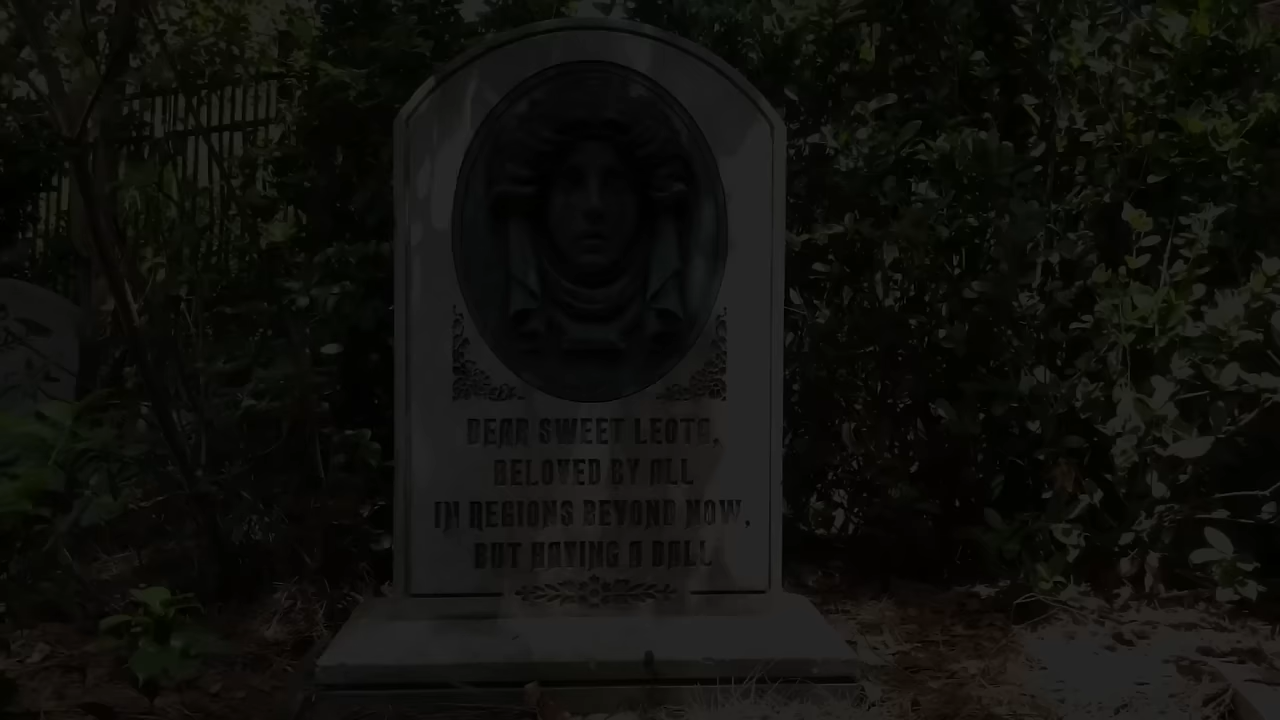 DEAR SWEET LEOTA,
BELOVED BY ALL
IN REGIONS BEYOND NOW,
BUT HAVING A BALL